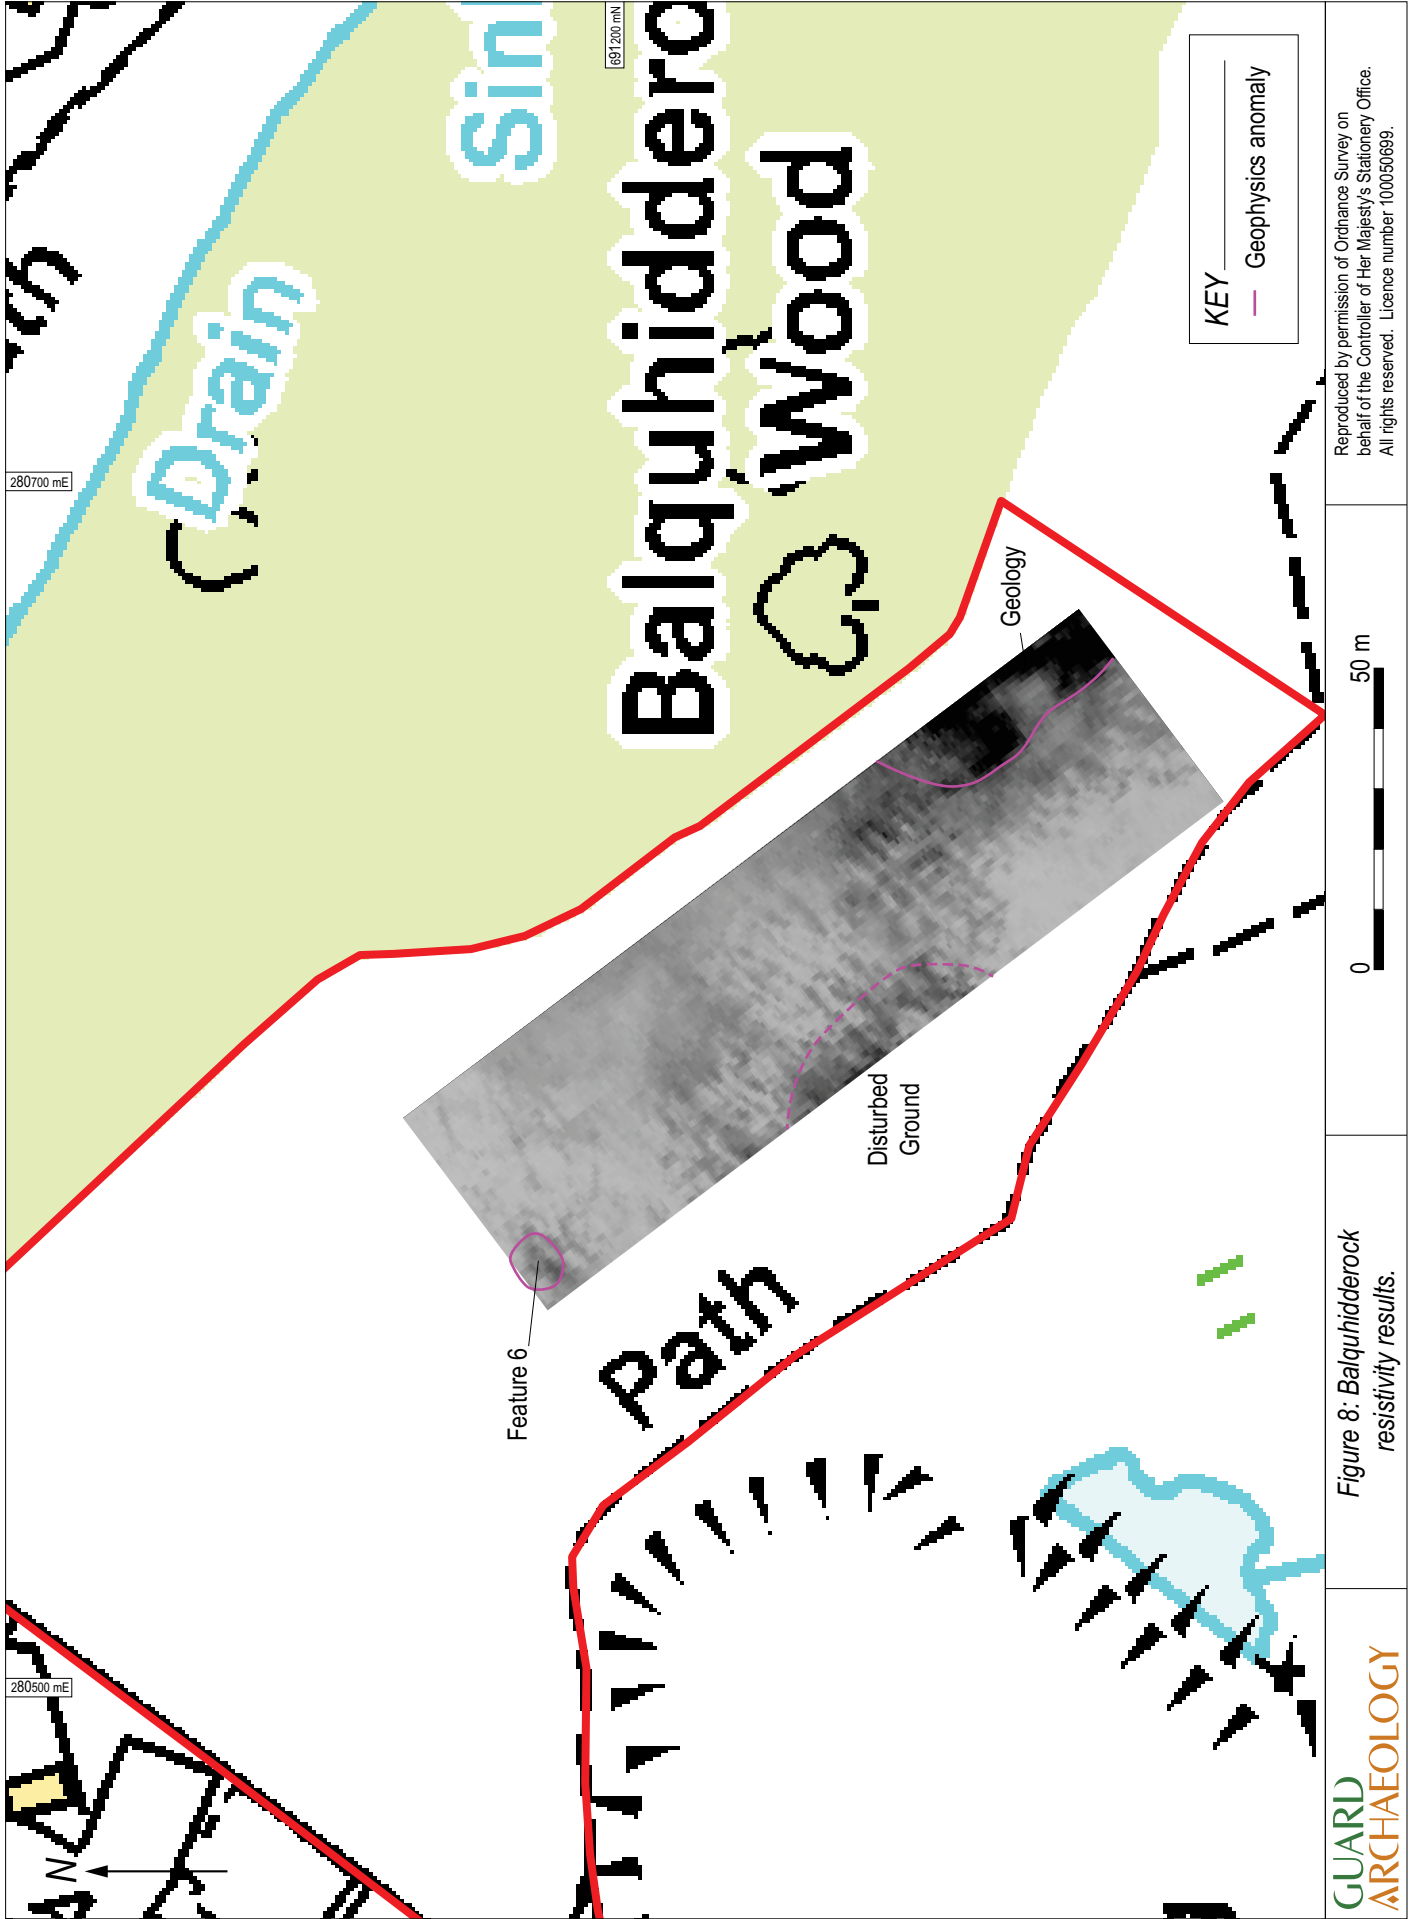 280500 mE
280700 mE
691200 mN
N
Drain
Sin
Balquhiddero
Wood
Path
Feature 6
Disturbed
Ground
Geology
KEY
Geophysics anomaly
GUARD
ARCHAEOLOGY
Figure 8: Balquhidderock
resistivity results.
0
50 m
Reproduced by permission of Ordnance Survey on
behalf of the Controller of Her Majesty's Stationery Office.
All rights reserved. Licence number 100050699.